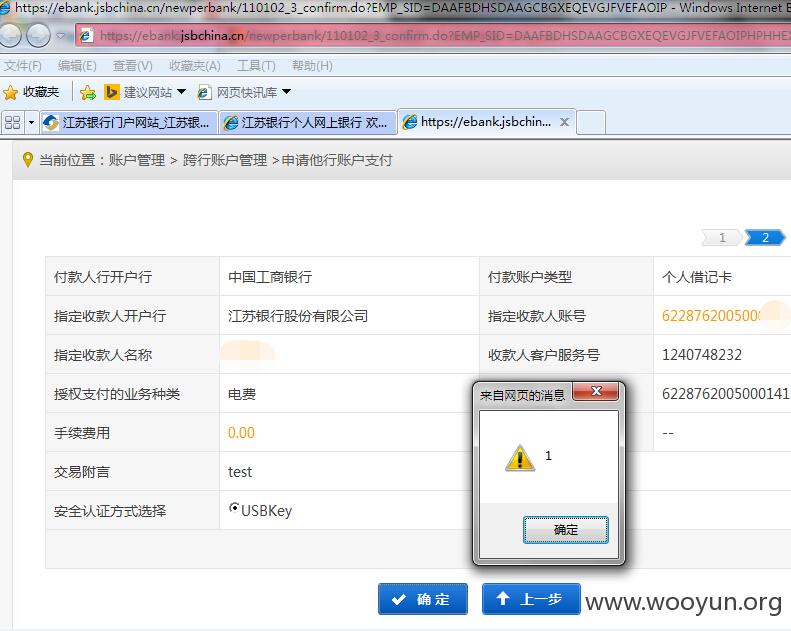 https://ebank.jsbchina.cn/newperbank/110102_3_confirm.do?EMP_SID=DAAFBDHSDAAGCBGXEQEVGJFVEFAOIP - Windows Internet E
https://ebank.jsbchina.cn/newperbank/110102_3_confirm.do?EMP_SID=DAAFBDHSDAAGCBGXEQEVGJFVEFAOIPHPHHEX
文件(F) 编辑(E) 查看(V) 收藏夹(A) 工具(T) 帮助(H)
收藏夹 建议网站 网页快讯库
江苏银行门户网站_江苏银... 江苏银行个人网上银行 欢... https://ebank.jsbchin...
当前位置：账户管理 > 跨行账户管理 >申请他行账户支付
1 2
付款人行开户行 中国工商银行 付款账户类型 个人借记卡
指定收款人开户行 江苏银行股份有限公司 指定收款人账号 6228762005000
指定收款人名称 收款人客户服务号 1240748232
授权支付的业务种类 电费 6228762005000141
手续费用 0.00 --
交易附言 test
安全认证方式选择 USBKey
来自网页的消息
1
确定
确 定 上一步
www.wooyun.org